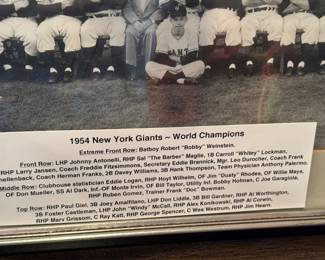 GIANTS
1954 New York Giants ~ World Champions
Extreme Front Row: Batboy Robert "Bobby" Weinstein.
Front Row: LHP Johnny Antonelli, RHP Sal "The Barber" Maglie, 1B Carroll "Whitey" Lockman,
RHP Larry Jansen, Coach Freddie Fitzsimmons, Secretary Eddie Brannick, Mgr. Leo Durocher, Coach Frank
Shellenback, Coach Herman Franks, 2B Davey Williams, 3B Hank Thompson, Team Physician Anthony Palermo.
Middle Row: Clubhouse statistician Eddie Logan, RHP Hoyt Wilhelm, OF Jim "Dusty" Rhodes, OF Willie Mays,
OF Don Mueller, SS Al Dark, Inf.-OF Monte Irvin, OF Bill Taylor, Utility Inf. Bobby Hofman, C Joe Garagiola,
RHP Ruben Gomez, Trainer Frank "Doc" Bowman.
Top Row: RHP Paul Giel, 3B Joey Amalfitano, LHP Don Liddle, 3B Bill Gardner, RHP Al Worthington,
3B Foster Castleman, LHP John "Windy" McCall, RHP Alex Konikowski, RHP Al Corwin,
RHP Marv Grissom, C Ray Katt, RHP George Spencer, C Wes Westrum, RHP Jim Hearn.